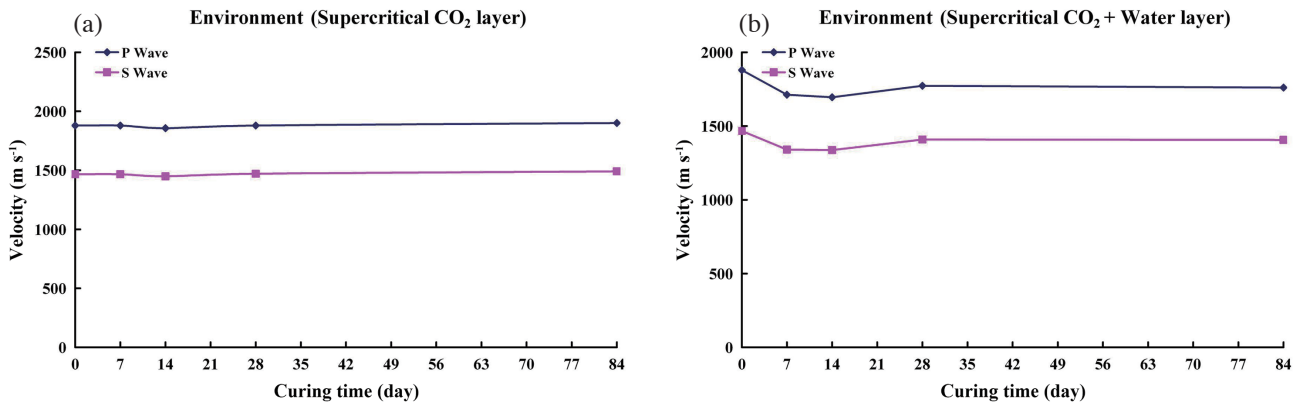 (a)
Environment (Supercritical CO₂ layer)
P Wave
S Wave
2500
2000
1500
1000
500
0
Velocity (m s⁻¹)
0 7 14 21 28 35 42 49 56 63 70 77 84
Curing time (day)
(b)
Environment (Supercritical CO₂ + Water layer)
P Wave
S Wave
2000
1500
1000
500
0
Velocity (m s⁻¹)
0 7 14 21 28 35 42 49 56 63 70 77 84
Curing time (day)